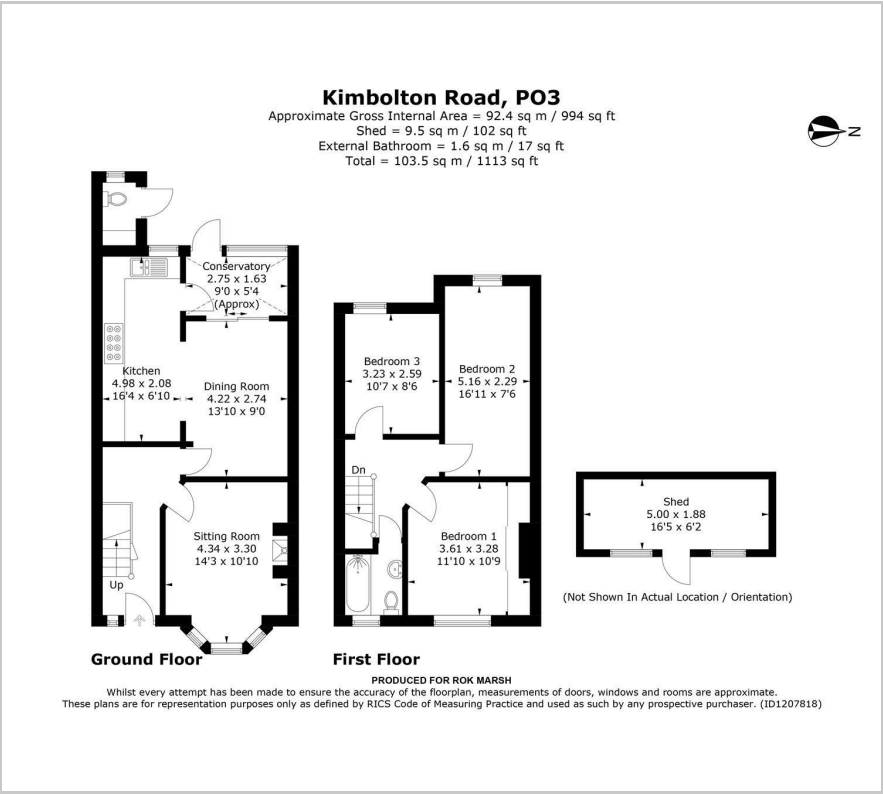 Kimbolton Road, PO3
Approximate Gross Internal Area = 92.4 sq m / 994 sq ft
Shed = 9.5 sq m / 102 sq ft
External Bathroom = 1.6 sq m / 17 sq ft
Total = 103.5 sq m / 1113 sq ft
N
Conservatory
2.75 x 1.63
9'0 x 5'4
(Approx)
Kitchen
4.98 x 2.08
16'4 x 6'10
Dining Room
4.22 x 2.74
13'10 x 9'0
Sitting Room
4.34 x 3.30
14'3 x 10'10
Up
Ground Floor
Bedroom 3
3.23 x 2.59
10'7 x 8'6
Bedroom 2
5.16 x 2.29
16'11 x 7'6
Dn
Bedroom 1
3.61 x 3.28
11'10 x 10'9
First Floor
Shed
5.00 x 1.88
16'5 x 6'2
(Not Shown In Actual Location / Orientation)
PRODUCED FOR ROK MARSH
Whilst every attempt has been made to ensure the accuracy of the floorplan, measurements of doors, windows and rooms are approximate.
These plans are for representation purposes only as defined by RICS Code of Measuring Practice and used as such by any prospective purchaser. (ID1207818)